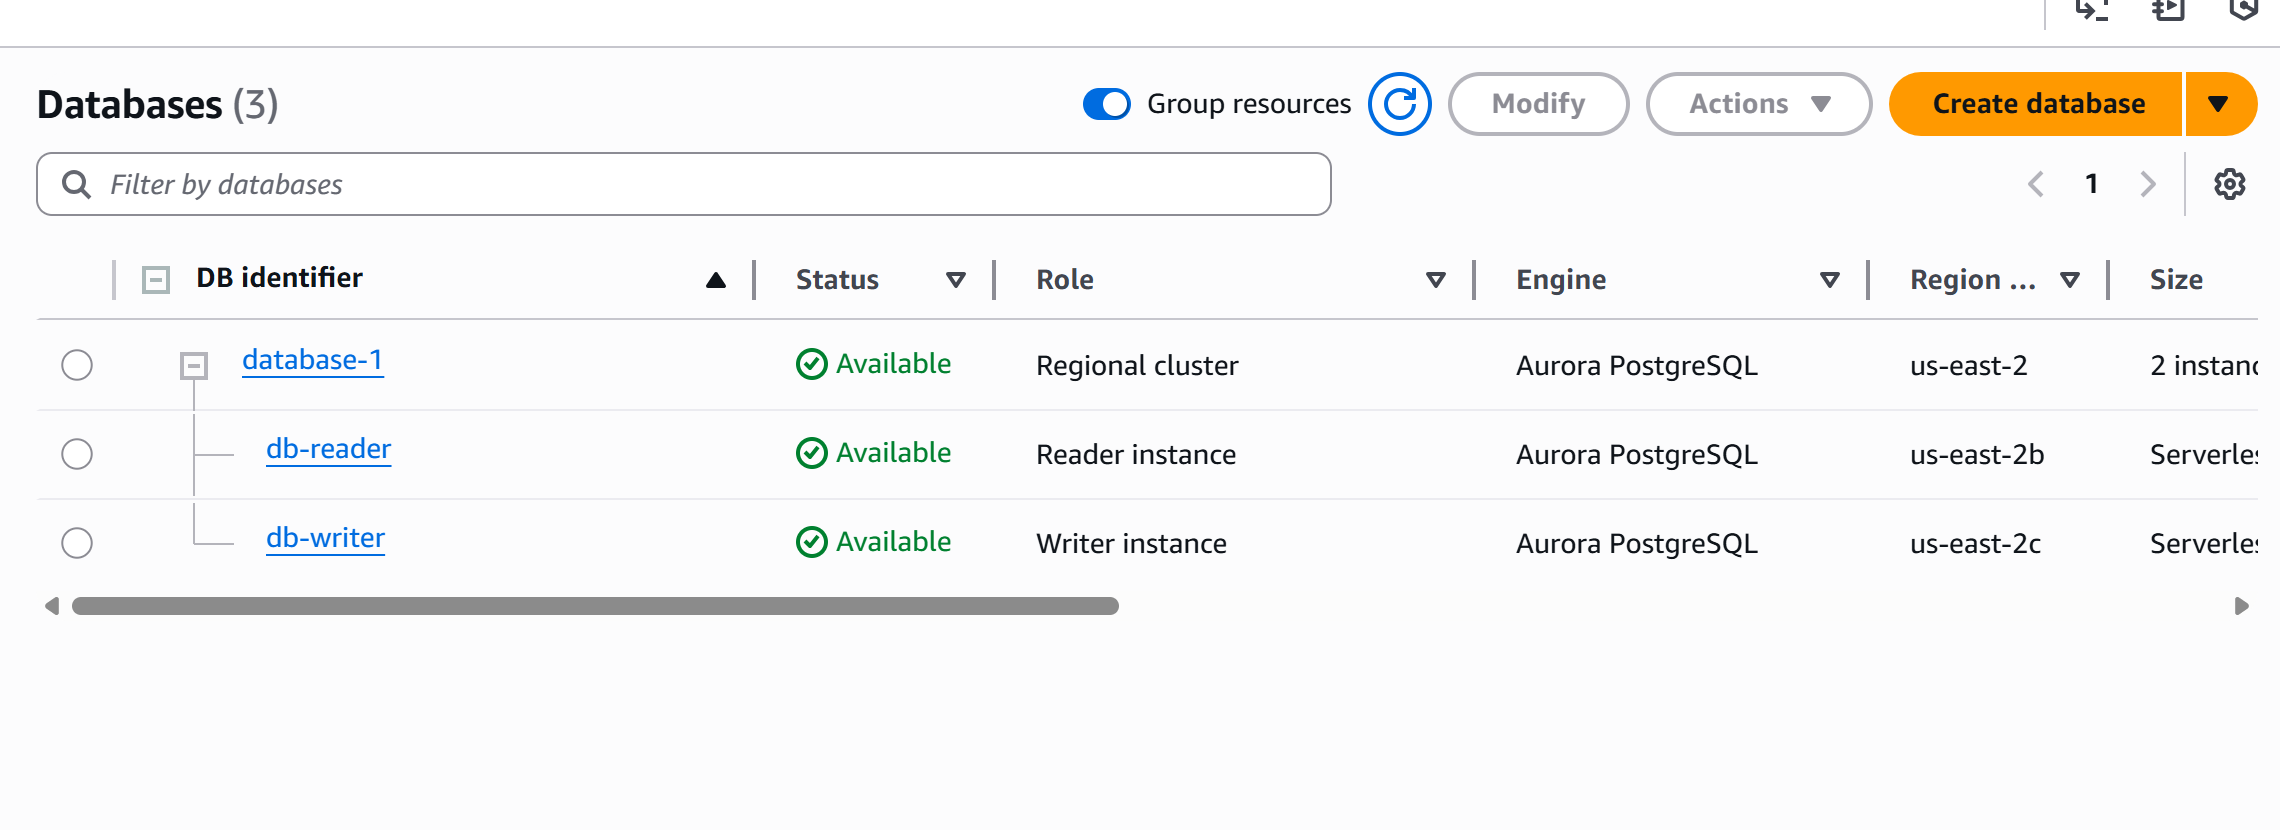 Databases (3)
Group resources
Modify
Actions
Create database
Filter by databases
1
DB identifier Status Role Engine Region ... Size
database-1 Available Regional cluster Aurora PostgreSQL us-east-2 2 instanc
db-reader Available Reader instance Aurora PostgreSQL us-east-2b Serverles
db-writer Available Writer instance Aurora PostgreSQL us-east-2c Serverles